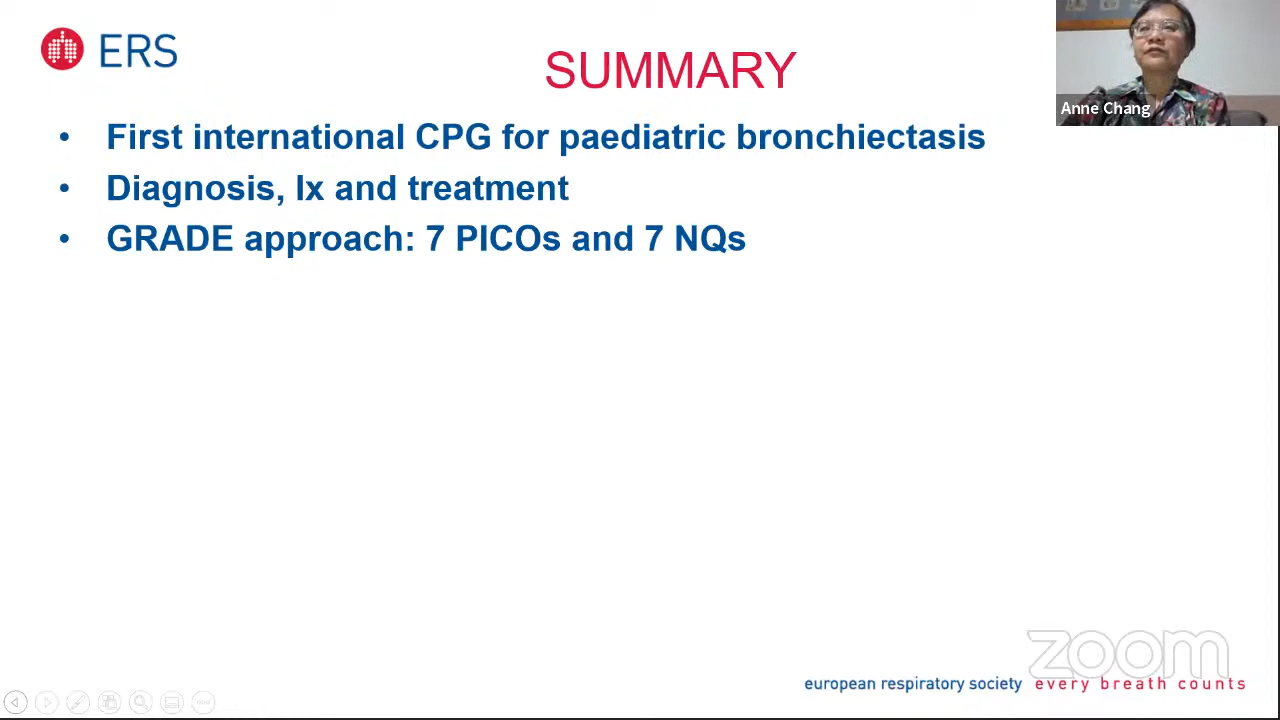 ERS
SUMMARY
Anne Chang
• First international CPG for paediatric bronchiectasis
• Diagnosis, Ix and treatment
• GRADE approach: 7 PICOs and 7 NQs
zoom
european respiratory society every breath counts